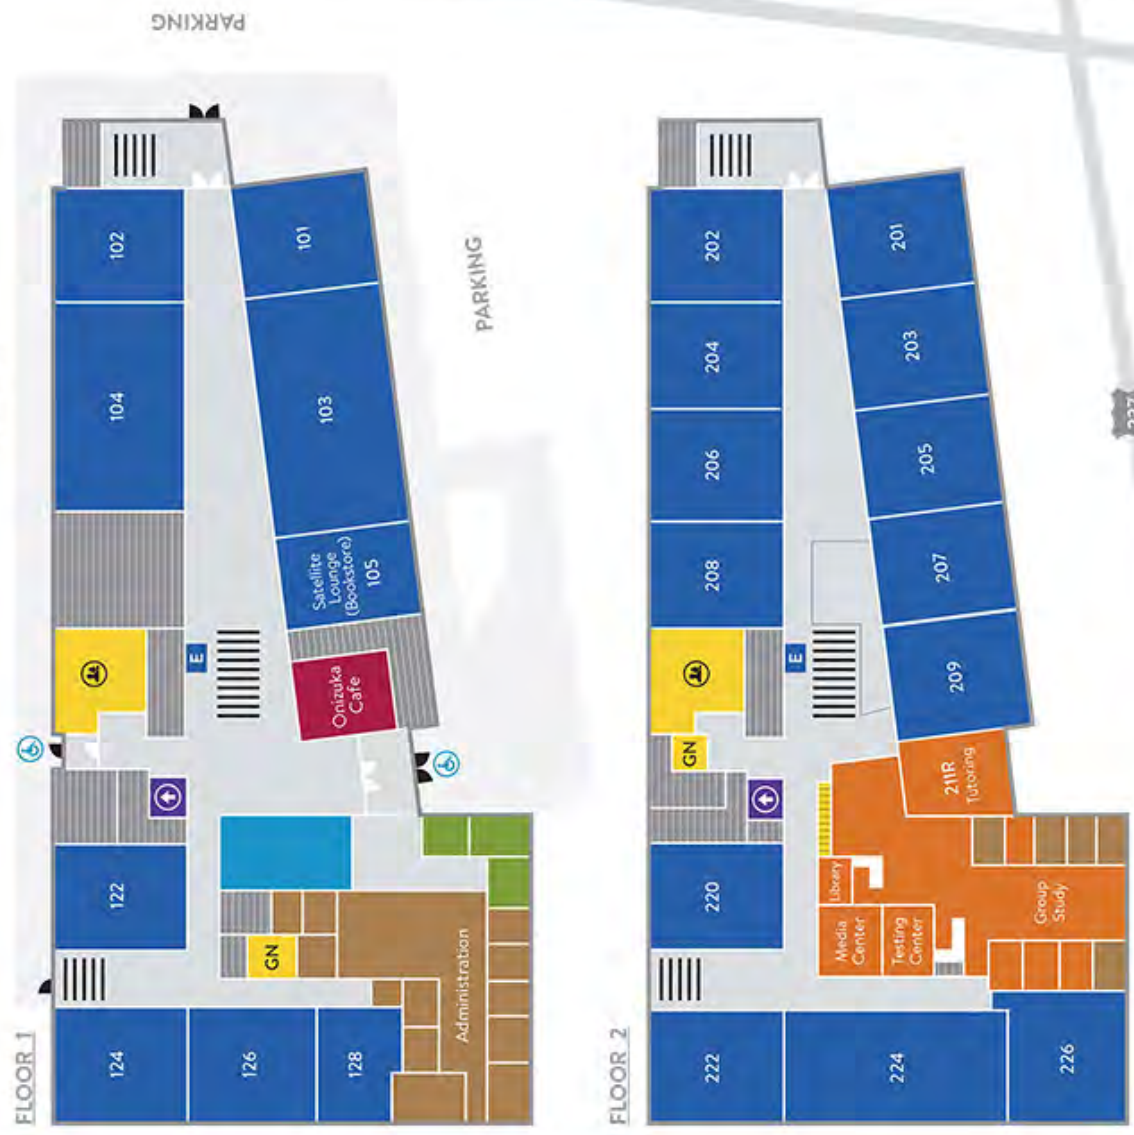 PARKING
PARKING
FLOOR 1
102
101
104
103
Satellite
Lounge
(Bookstore)
105
E
Onizuka
Cafe
122
GN
Administration
124
126
128
FLOOR 2
202
201
204
203
206
205
208
207
E
209
GN
211R
Tutoring
220
Library
Media
Center
Testing
Center
Group
Study
222
224
226